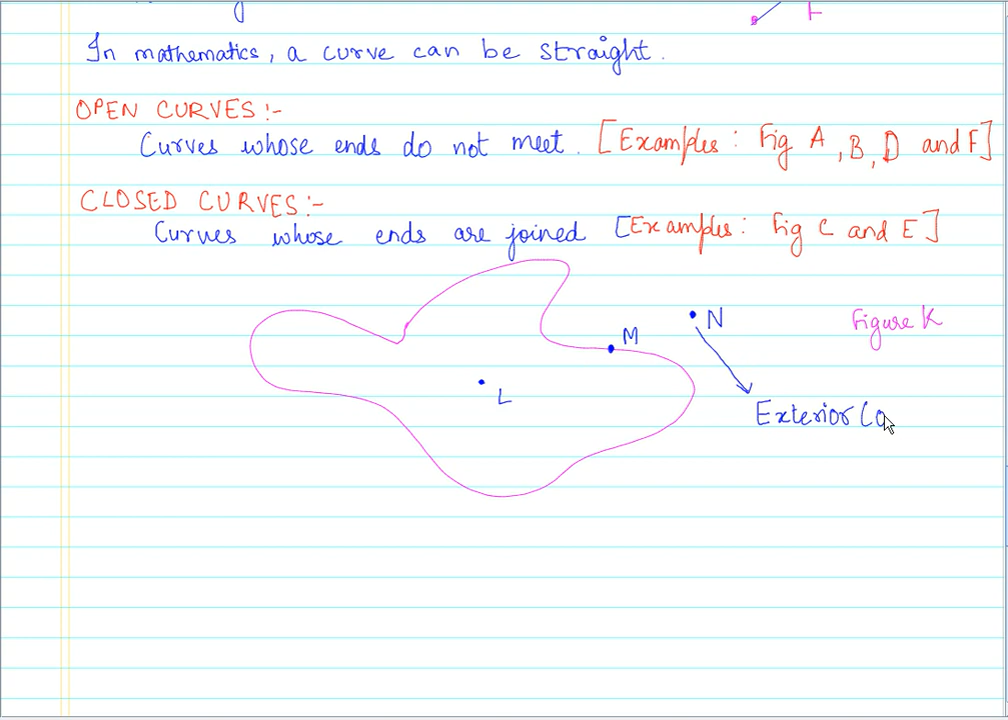 In mathematics, a curve can be straight.
OPEN CURVES :-
Curves whose ends do not meet. [Examples: Fig A, B, D and F]
CLOSED CURVES :-
Curves whose ends are joined [Examples: Fig C and E]
N
Figure K
M
L
Exterior (o